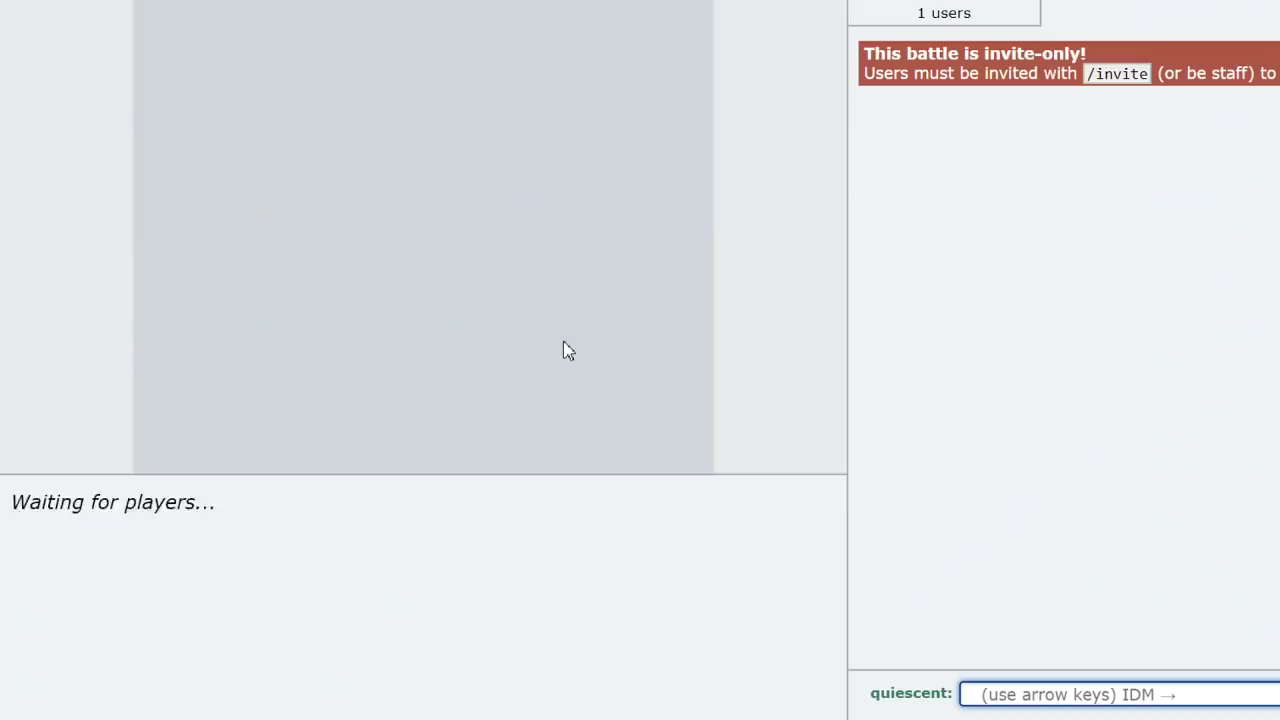 1 users
This battle is invite-only!
Users must be invited with /invite (or be staff) to
Waiting for players...
quiescent: (use arrow keys) IDM →